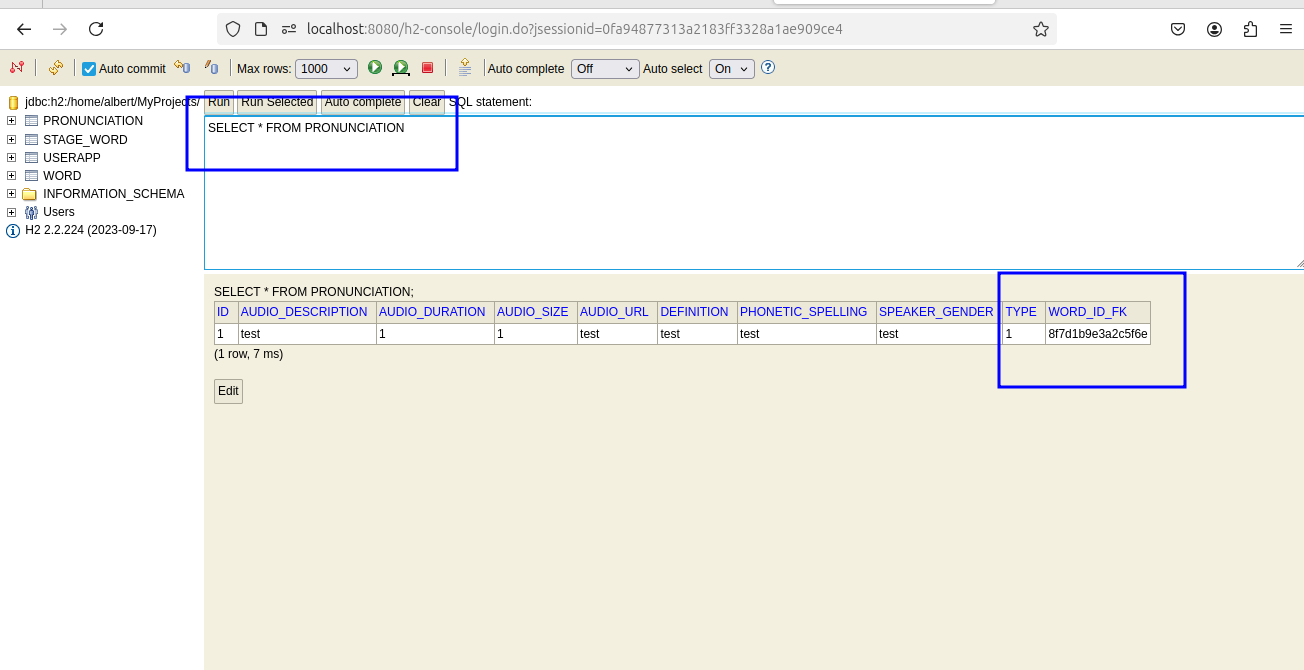 localhost:8080/h2-console/login.do?jsessionid=0fa94877313a2183ff3328a1ae909ce4
Auto commit Max rows: 1000 Auto complete Off Auto select On ?
jdbc:h2:/home/albert/MyProjects/ Run Run Selected Auto complete Clear SQL statement:
PRONUNCIATION
STAGE_WORD
USERAPP
WORD
INFORMATION_SCHEMA
Users
H2 2.2.224 (2023-09-17)
SELECT * FROM PRONUNCIATION
SELECT * FROM PRONUNCIATION;
ID AUDIO_DESCRIPTION AUDIO_DURATION AUDIO_SIZE AUDIO_URL DEFINITION PHONETIC_SPELLING SPEAKER_GENDER TYPE WORD_ID_FK
1 test 1 1 test test test test 1 8f7d1b9e3a2c5f6e
(1 row, 7 ms)
Edit